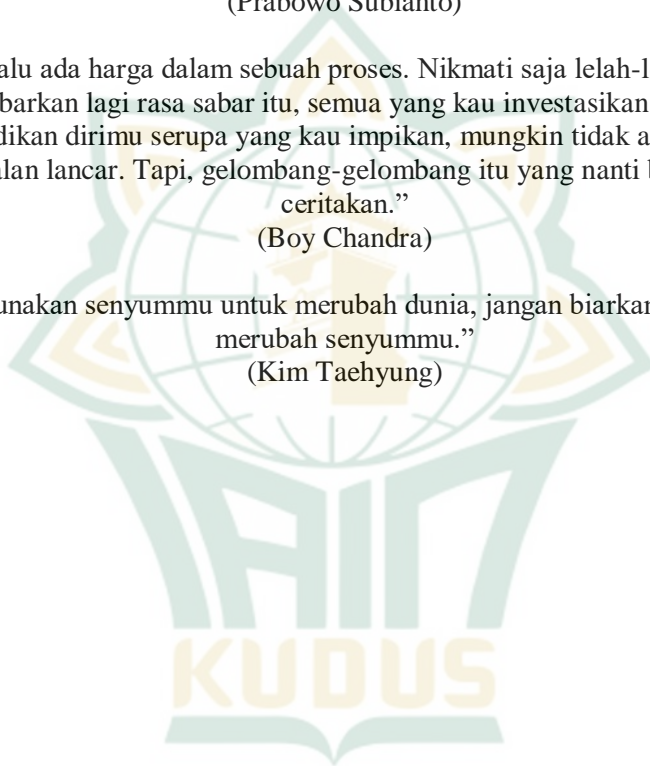 (Prabowo Subianto)
alu ada harga dalam sebuah proses. Nikmati saja lelah-l
barkan lagi rasa sabar itu, semua yang kau investasikan
dikan dirimu serupa yang kau impikan, mungkin tidak a
alan lancar. Tapi, gelombang-gelombang itu yang nanti b
ceritakan.”
(Boy Chandra)
unakan senyummu untuk merubah dunia, jangan biarkan
merubah senyummu.”
(Kim Taehyung)
IAIN
KUDUS